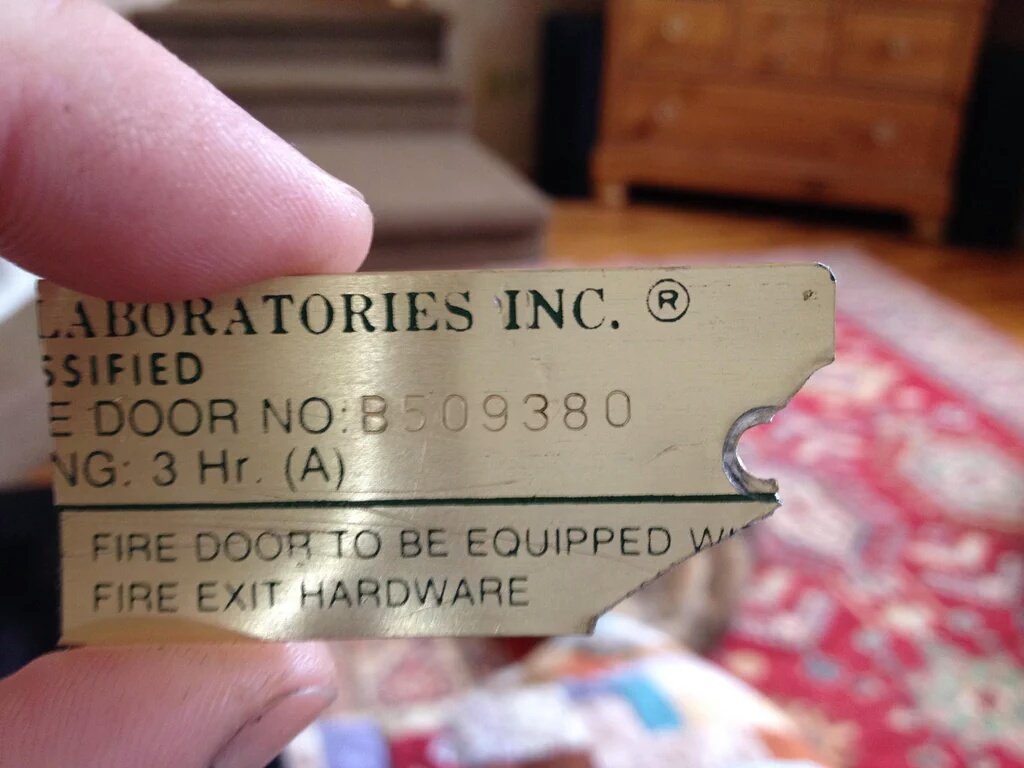 LABORATORIES INC. ®
SSIFIED
E DOOR NO: B509380
NG: 3 Hr. (A)
FIRE DOOR TO BE EQUIPPED
FIRE EXIT HARDWARE